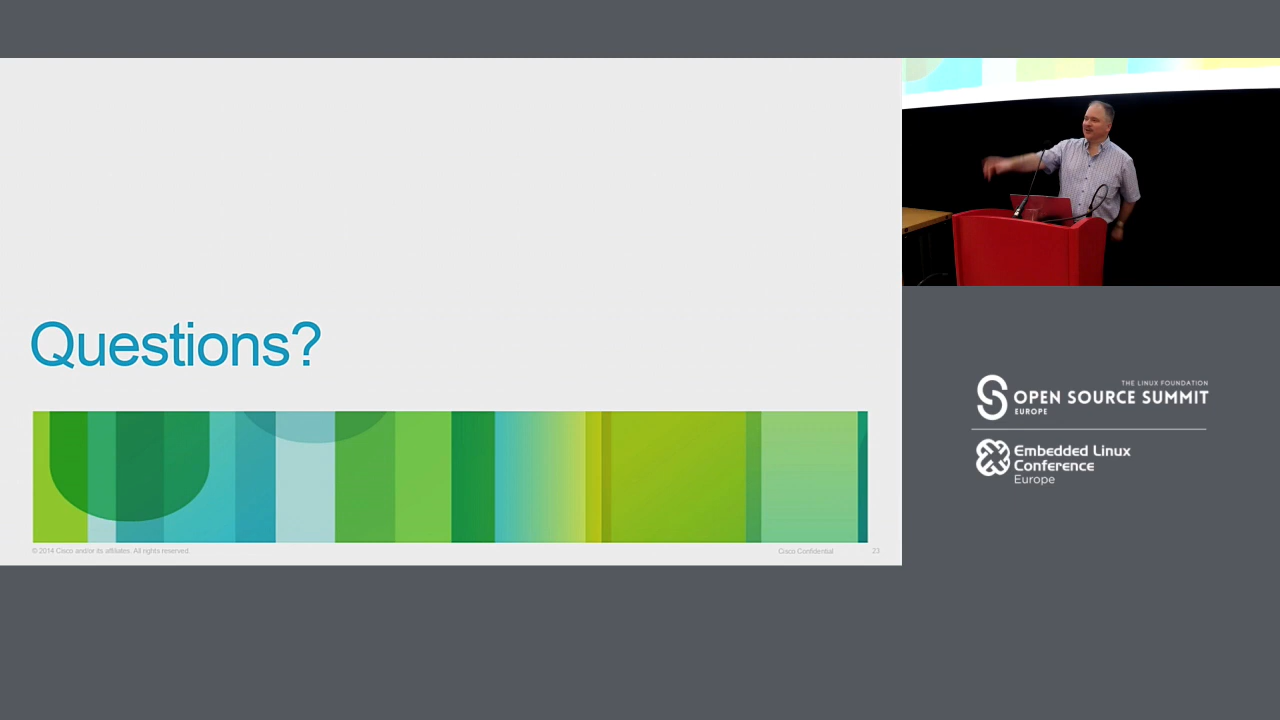 Questions?
© 2014 Cisco and/or its affiliates. All rights reserved.
Cisco Confidential
23
THE LINUX FOUNDATION
OPEN SOURCE SUMMIT
EUROPE
Embedded Linux
Conference
Europe